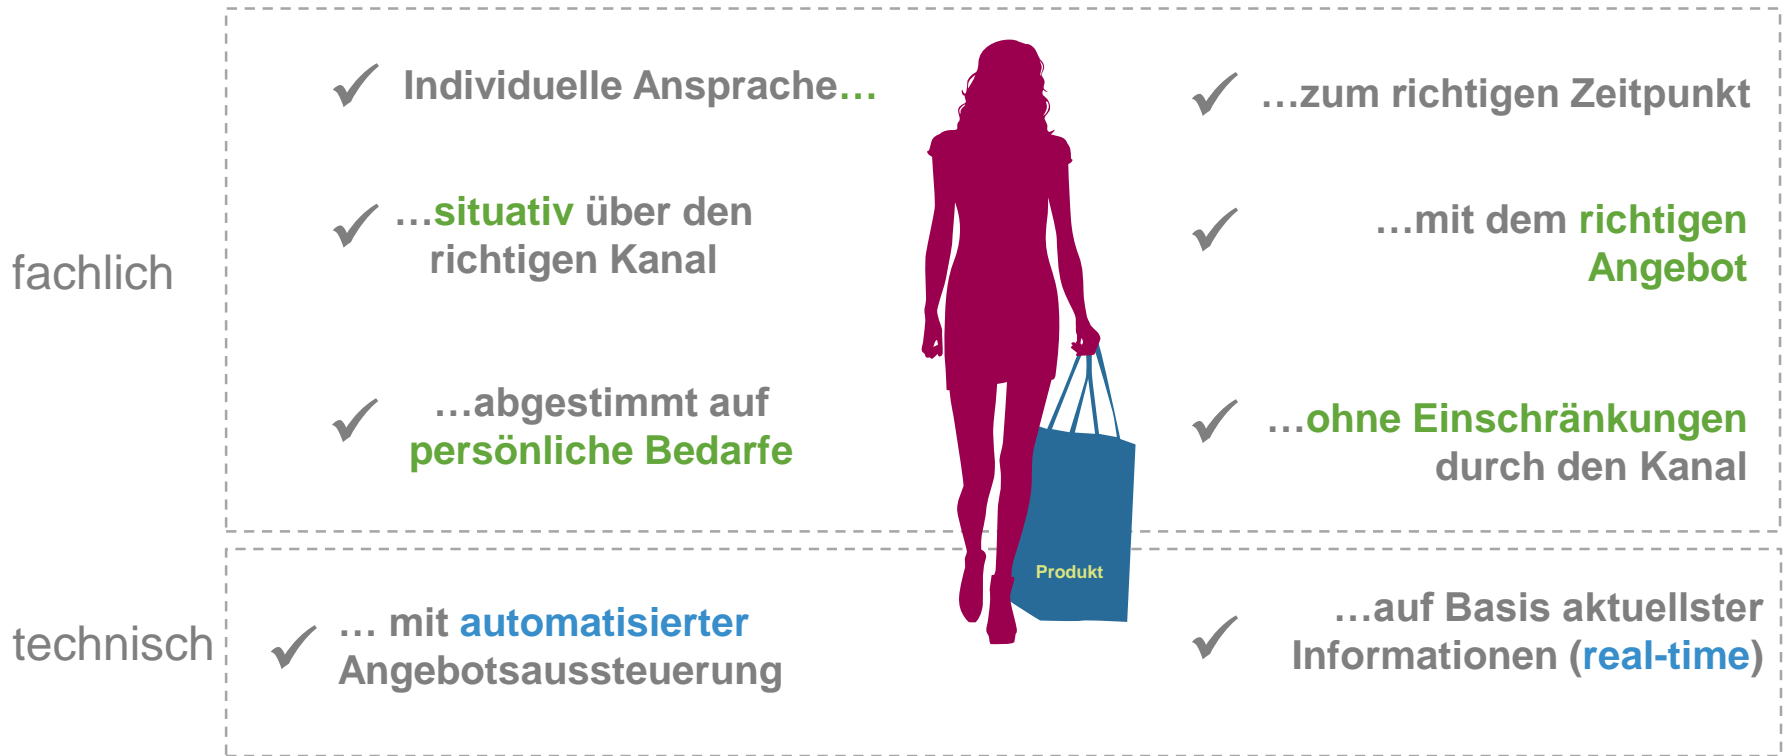 fachlich
Individuelle Ansprache…
…situativ über den
richtigen Kanal
…abgestimmt auf
persönliche Bedarfe
…zum richtigen Zeitpunkt
…mit dem richtigen
Angebot
…ohne Einschränkungen
durch den Kanal
Produkt
technisch
… mit automatisierter
Angebotsaussteuerung
…auf Basis aktuellster
Informationen (real-time)